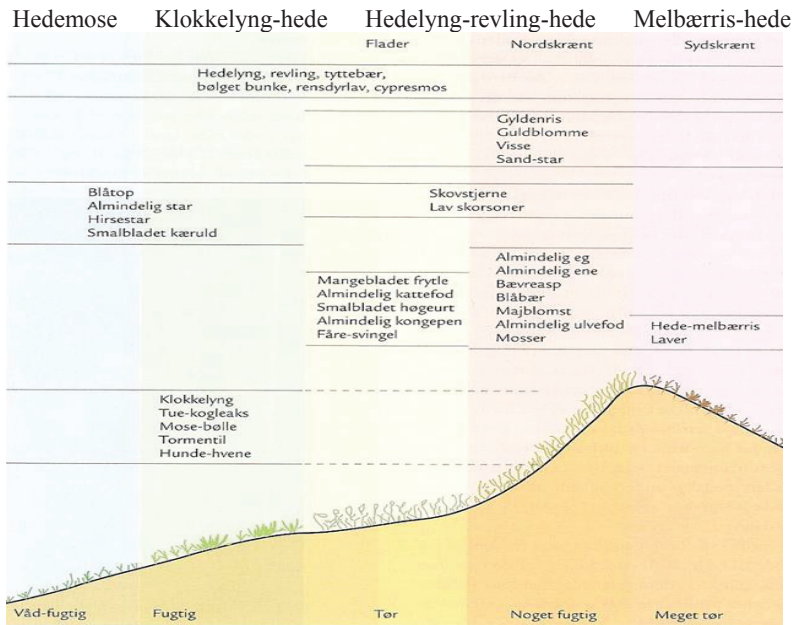 Hedemose Klokkelyng-hede Hedelyng-revling-hede Melbærris-hede
Flader Nordskrænt Sydskrænt
Hedelyng, revling, tyttebær,
bølget bunke, rensdyrlav, cypresmos
Gyldenris
Guldblomme
Visse
Sand-star
Blåtop
Almindelig star
Hirsestar
Smalbladet kæruld
Skovstjerne
Lav skorsoner
Mangebladet frytle
Almindelig kattefod
Smalbladet høgeurt
Almindelig kongepen
Fåre-svingel
Almindelig eg
Almindelig ene
Bævreasp
Blåbær
Majblomst
Almindelig ulvefod
Mosser
Hede-melbærris
Laver
Klokkelyng
Tue-kogleaks
Mose-bølle
Tormentil
Hunde-hvene
Våd-fugtig Fugtig Tør Noget fugtig Meget tør